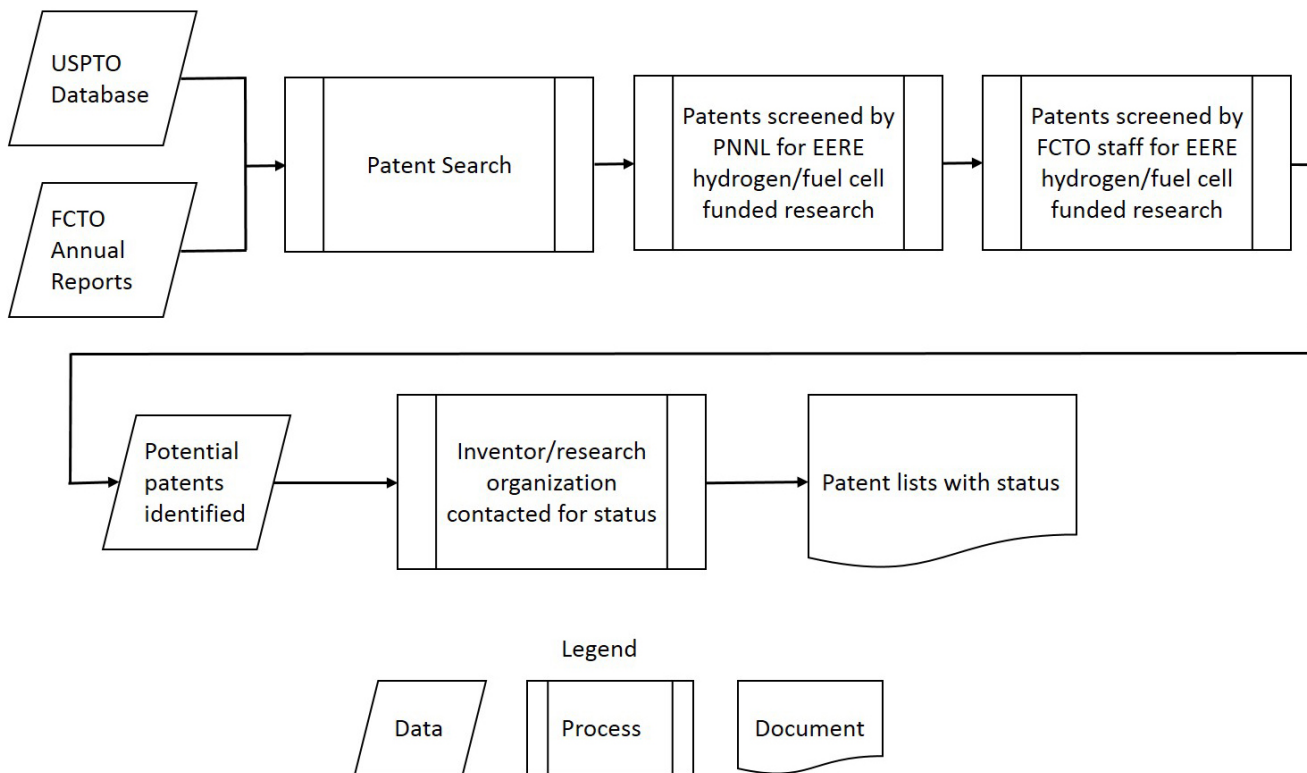 USPTO
Database
FCTO
Annual
Reports
Patent Search
Patents screened by
PNNL for EERE
hydrogen/fuel cell
funded research
Patents screened by
FCTO staff for EERE
hydrogen/fuel cell
funded research
Potential
patents
identified
Inventor/research
organization
contacted for status
Patent lists with status
Legend
Data
Process
Document